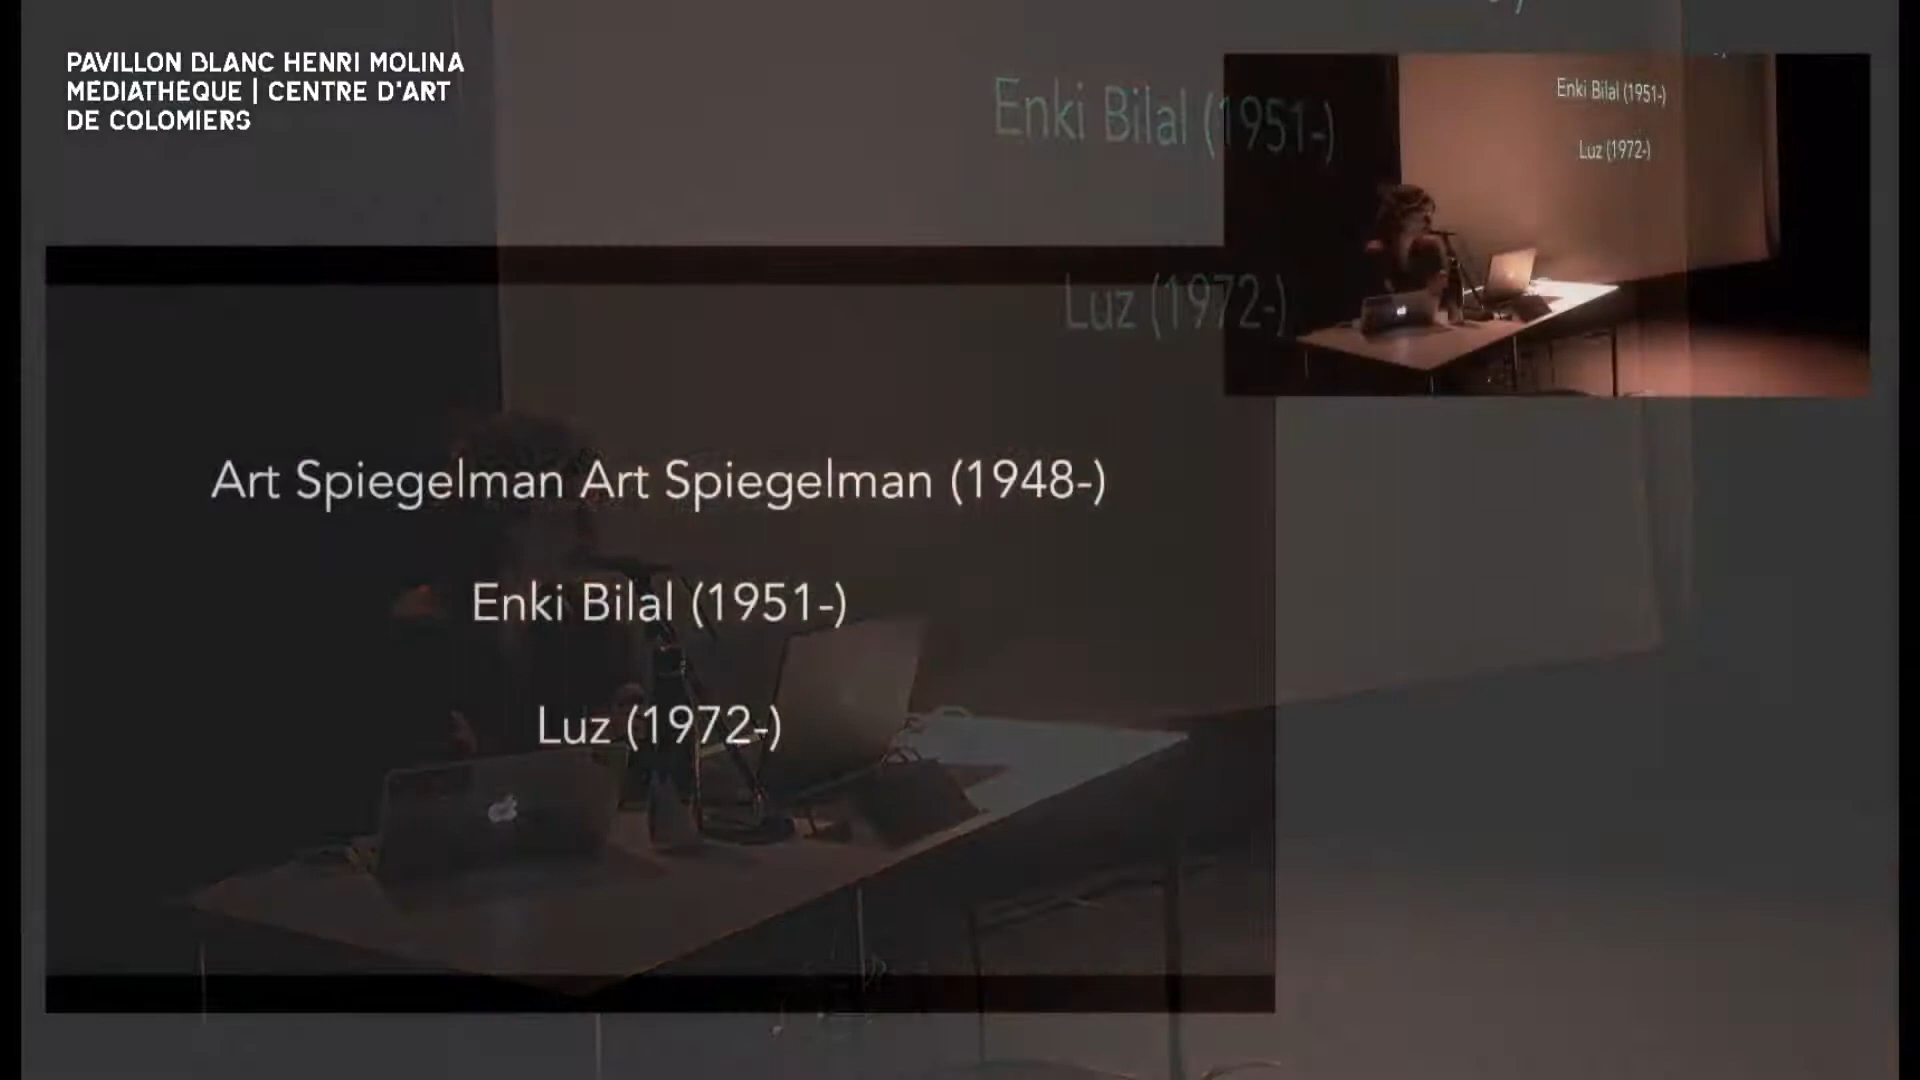 PAVILLON BLANC HENRI MOLINA
MÉDIATHÈQUE | CENTRE D'ART
DE COLOMIERS
Enki Bilal (1951-)
Luz (1972-)
Enki Bilal (1951-)
Luz (1972-)
Art Spiegelman Art Spiegelman (1948-)
Enki Bilal (1951-)
Luz (1972-)